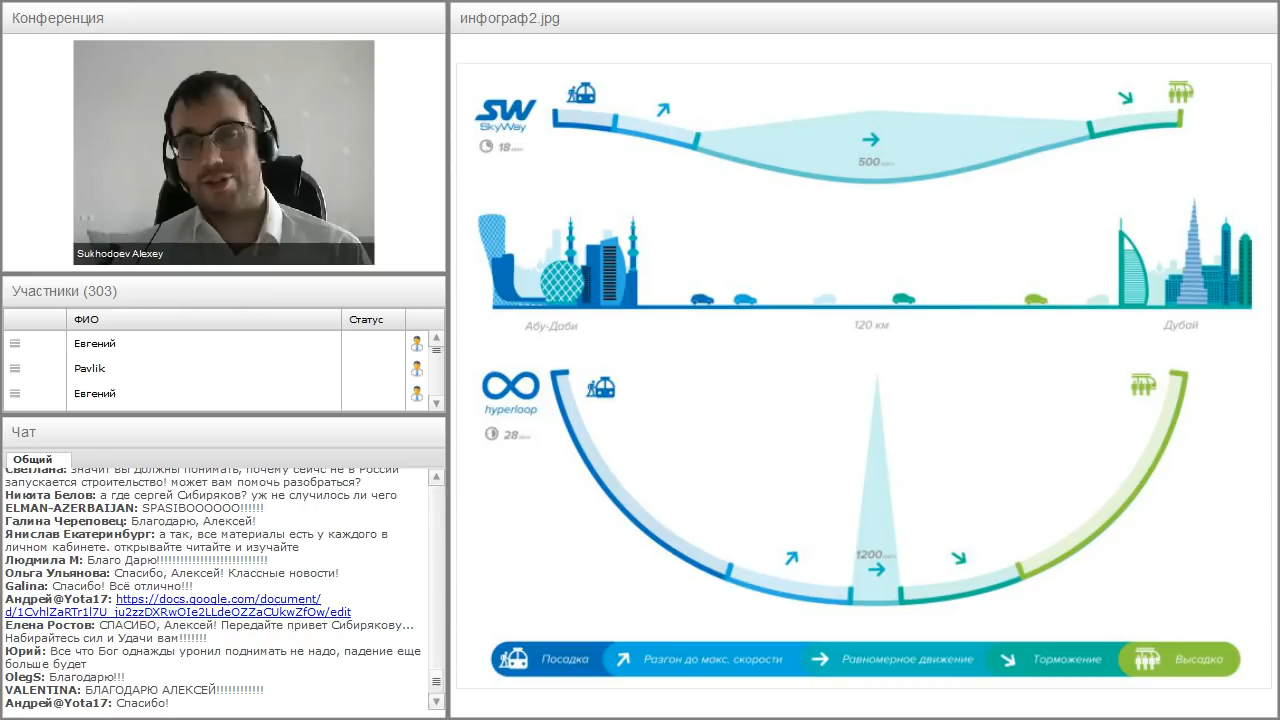 Конференция
Sukhodoev Alexey
Участники (303)
ФИО
Статус
Евгений
Pavlik
Евгений
Чат
Общий
Светлана: значит вы должны понимать, почему сейчс не в России
запускается строительство! может вам помочь разобраться?
Никита Белов: а где сергей Сибиряков? уж не случилось ли чего
ELMAN-AZERBAIJAN: SPASIBOOOOOO!!!!!!
Галина Череповец: Благодарю, Алексей!
Янислав Екатеринбург: а так, все материалы есть у каждого в
личном кабинете. открывайте читайте и изучайте
Людмила М: Благо Дарю!!!!!!!!!!!!!!!!!!!!!!!!!!
Ольга Ульянова: Спасибо, Алексей! Классные новости!
Galina: Спасибо! Всё отлично!!!
Андрей@Yota17: https://docs.google.com/document/
d/1CvhlZaRTr1l7U_ju2zzDXRwOIe2LLdeOZZaCUkwZfOw/edit
Елена Ростов: СПАСИБО, Алексей! Передайте привет Сибирякову...
Набирайтесь сил и Удачи вам!!!!!!!
Юрий: Все что Бог однажды уронил поднимать не надо, падение еще
больше будет
OlegS: Благодарю!!!
VALENTINA: БЛАГОДАРЮ АЛЕКСЕЙ!!!!!!!!!!!!
Андрей@Yota17: Спасибо!
инфограф2.jpg
SW
SkyWay
18 мин.
500 км/ч
Абу-Даби
120 км
Дубай
hyperloop
28 мин.
1200 км/ч
Посадка
Разгон до макс. скорости
Равномерное движение
Торможение
Высадка